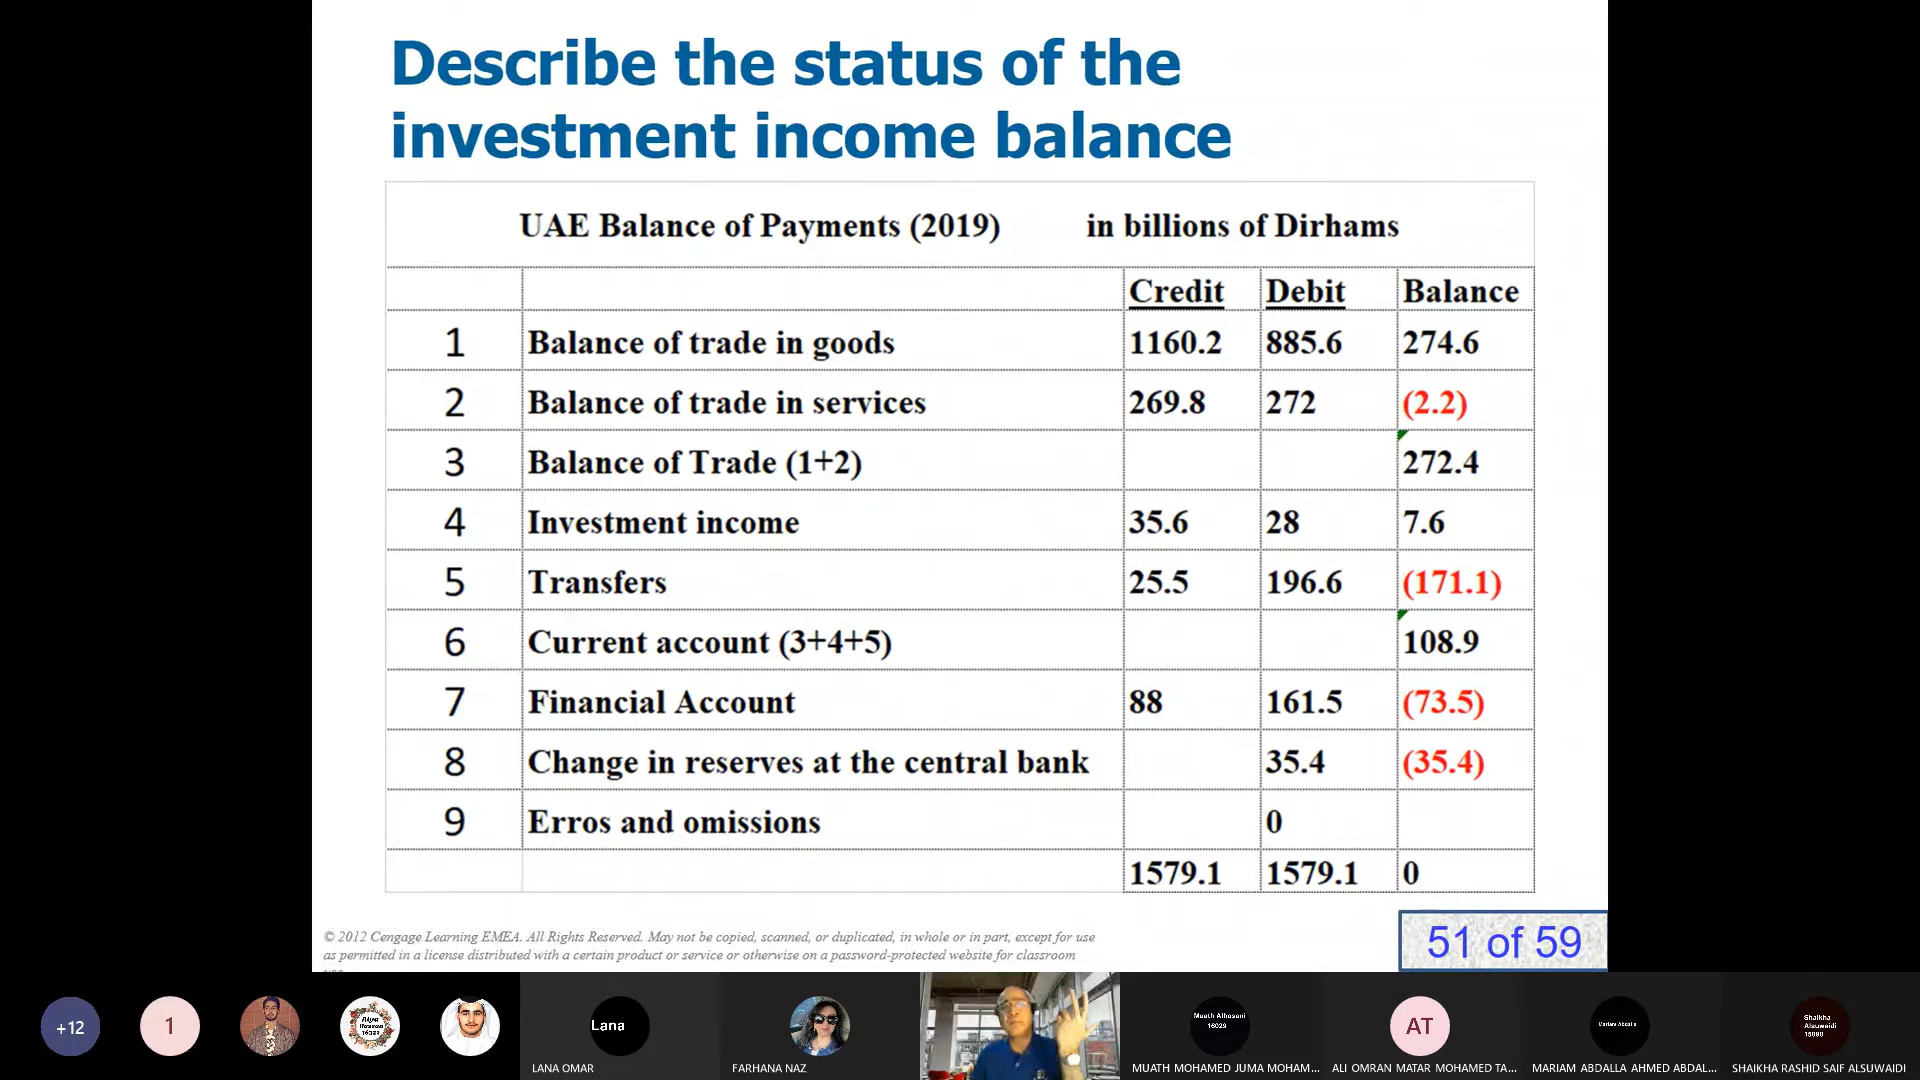 Describe the status of the
investment income balance
UAE Balance of Payments (2019) in billions of Dirhams
Credit Debit Balance
1 Balance of trade in goods 1160.2 885.6 274.6
2 Balance of trade in services 269.8 272 (2.2)
3 Balance of Trade (1+2) 272.4
4 Investment income 35.6 28 7.6
5 Transfers 25.5 196.6 (171.1)
6 Current account (3+4+5) 108.9
7 Financial Account 88 161.5 (73.5)
8 Change in reserves at the central bank 35.4 (35.4)
9 Erros and omissions 0
1579.1 1579.1 0
© 2012 Cengage Learning EMEA. All Rights Reserved. May not be copied, scanned, or duplicated, in whole or in part, except for use
as permitted in a license distributed with a certain product or service or otherwise on a password-protected website for classroom
51 of 59
+12
1
16321
Lana
LANA OMAR
FARHANA NAZ
Muath Alhosani
16029
MUATH MOHAMED JUMA MOHAM...
AT
ALI OMRAN MATAR MOHAMED TA...
MARIAM ABDALLA AHMED ABDAL...
Shaikha
Alsuwaidi
SHAIKHA RASHID SAIF ALSUWAIDI